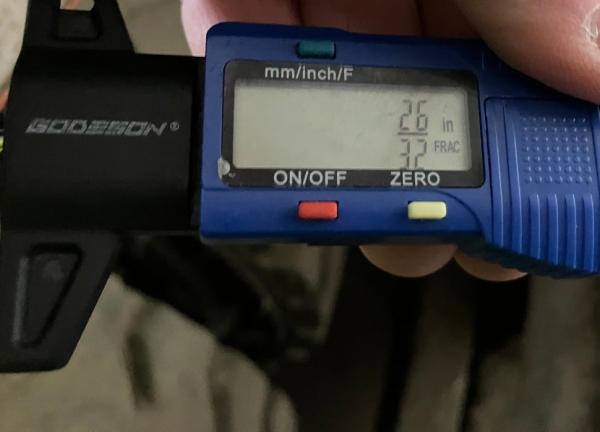 mm/inch/F
GODESON®
26 in
32 FRAC
ON/OFF ZERO